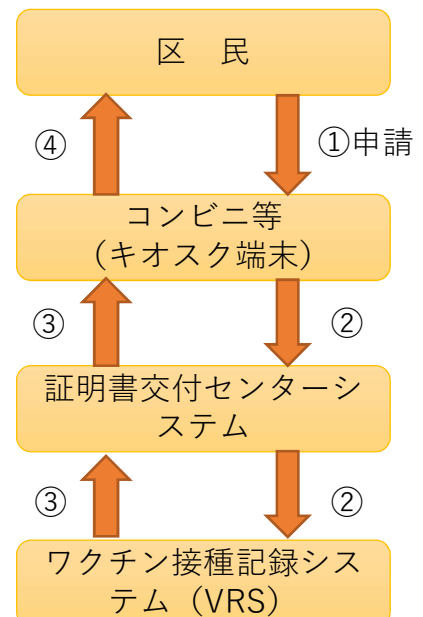 区　民
④
①申請
コンビニ等
（キオスク端末）
③
②
証明書交付センターシ
ステム
③
②
ワクチン接種記録シス
テム（VRS）